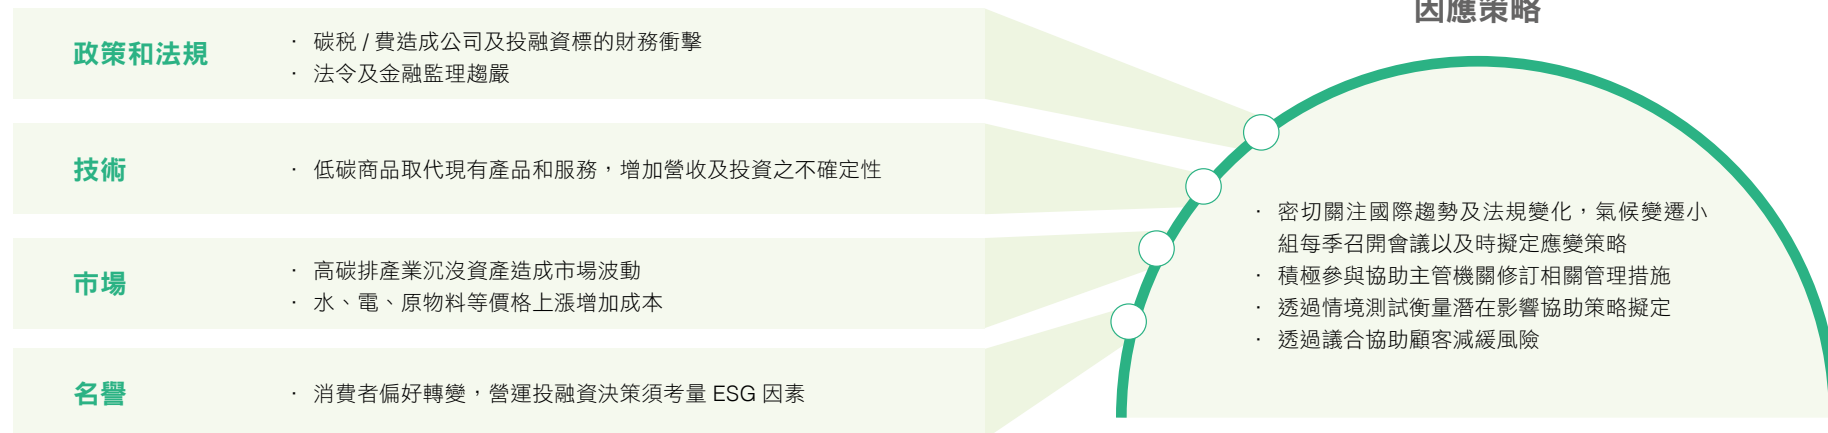 政策和法規
· 碳稅 / 費造成公司及投融資標的財務衝擊
· 法令及金融監理趨嚴
技術
· 低碳商品取代現有產品和服務，增加營收及投資之不確定性
市場
· 高碳排產業沉沒資產造成市場波動
· 水、電、原物料等價格上漲增加成本
名譽
· 消費者偏好轉變，營運投融資決策須考量 ESG 因素
因應策略
· 密切關注國際趨勢及法規變化，氣候變遷小
組每季召開會議以及時擬定應變策略
· 積極參與協助主管機關修訂相關管理措施
· 透過情境測試衡量潛在影響協助策略擬定
· 透過議合協助顧客減緩風險